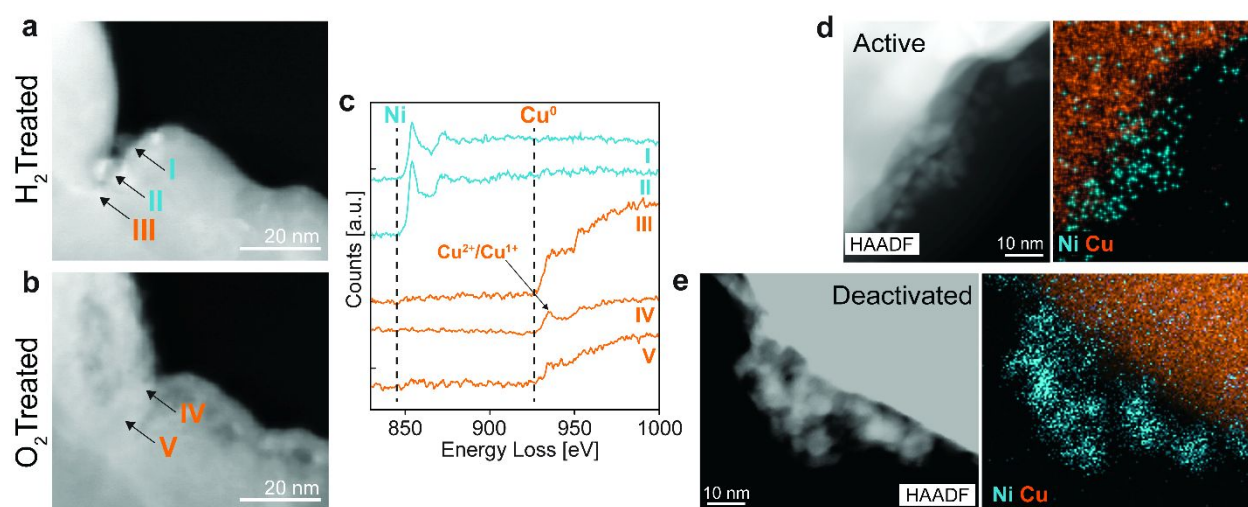 a
H2 Treated
I
II
III
20 nm
b
O2 Treated
IV
V
20 nm
c
Ni
Cu0
I
II
III
Cu2+/Cu1+
IV
V
Counts [a.u.]
850
900
950
1000
Energy Loss [eV]
d
Active
HAADF
10 nm
Ni Cu
e
Deactivated
10 nm
HAADF
Ni Cu